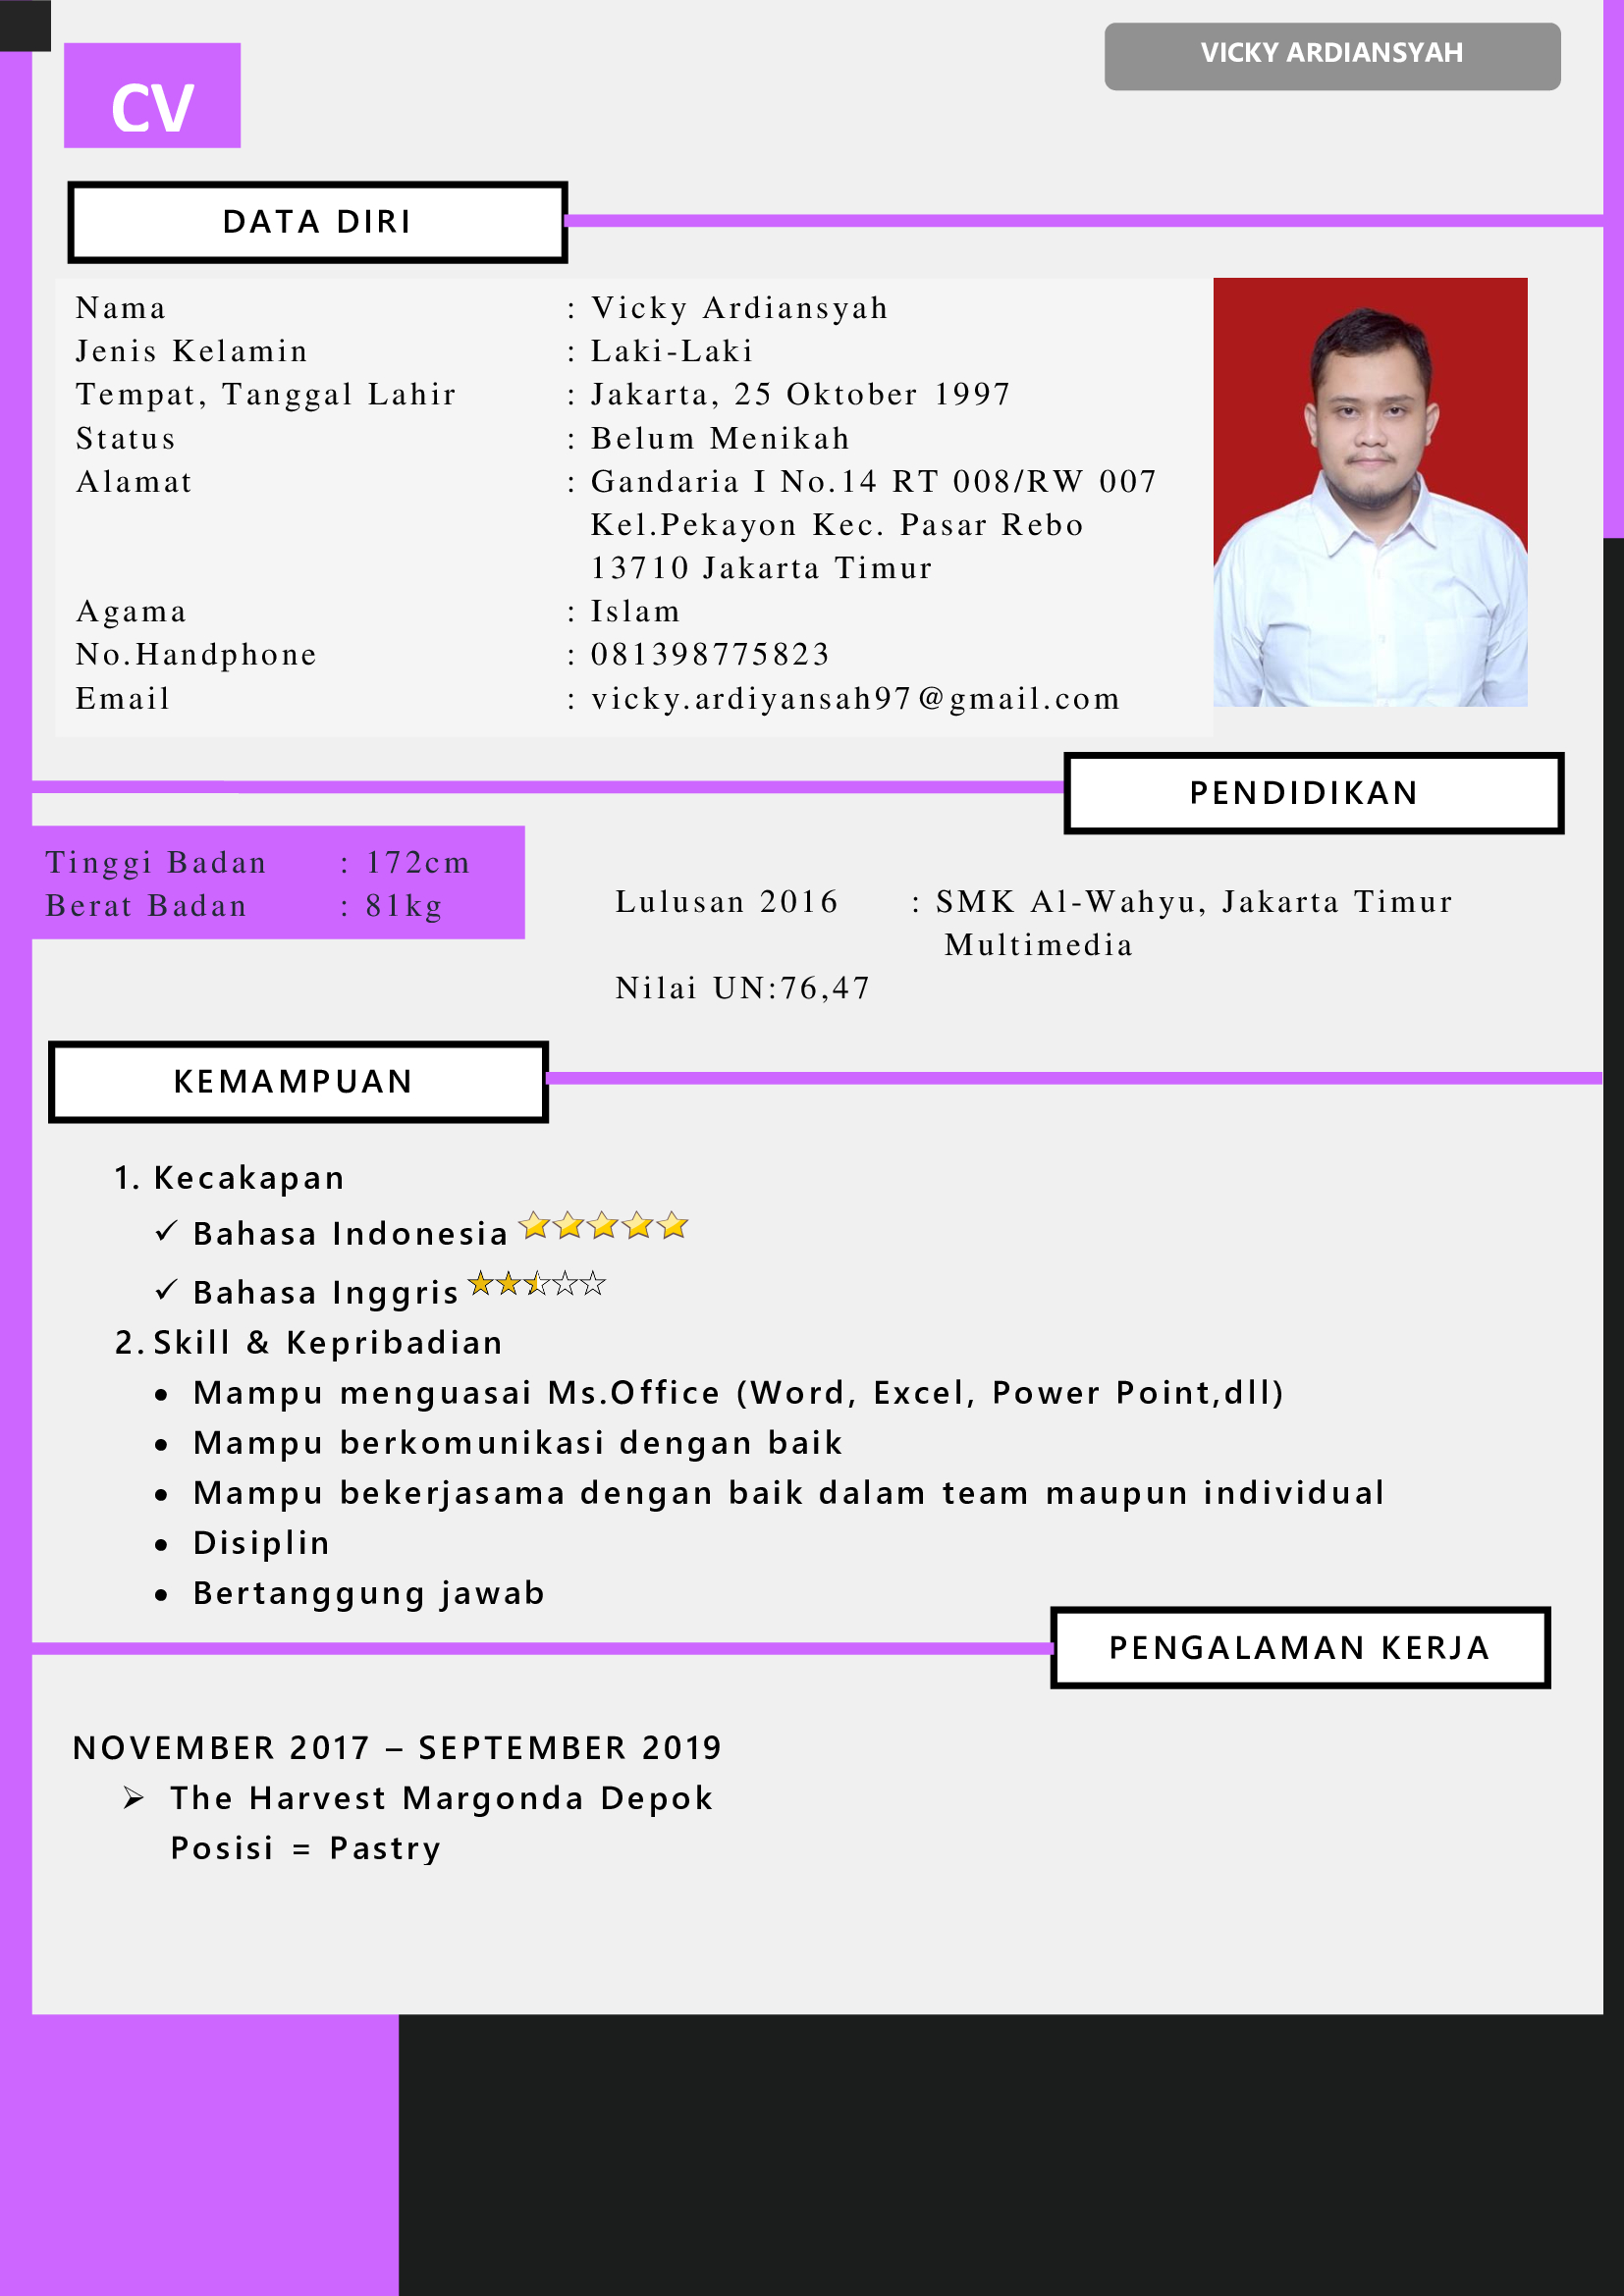 VICKY ARDIANSYAH
CV
DATA DIRI
Nama : Vicky Ardiansyah
Jenis Kelamin : Laki-Laki
Tempat, Tanggal Lahir : Jakarta, 25 Oktober 1997
Status : Belum Menikah
Alamat : Gandaria I No.14 RT 008/RW 007
Kel.Pekayon Kec. Pasar Rebo
13710 Jakarta Timur
Agama : Islam
No.Handphone : 081398775823
Email : vicky.ardiyansah97@gmail.com
PENDIDIKAN
Tinggi Badan : 172cm
Berat Badan : 81kg
Lulusan 2016 : SMK Al-Wahyu, Jakarta Timur
Multimedia
Nilai UN:76,47
KEMAMPUAN
1. Kecakapan
✓ Bahasa Indonesia
✓ Bahasa Inggris
2. Skill & Kepribadian
• Mampu menguasai Ms.Office (Word, Excel, Power Point,dll)
• Mampu berkomunikasi dengan baik
• Mampu bekerjasama dengan baik dalam team maupun individual
• Disiplin
• Bertanggung jawab
PENGALAMAN KERJA
NOVEMBER 2017 – SEPTEMBER 2019
➢ The Harvest Margonda Depok
Posisi = Pastry